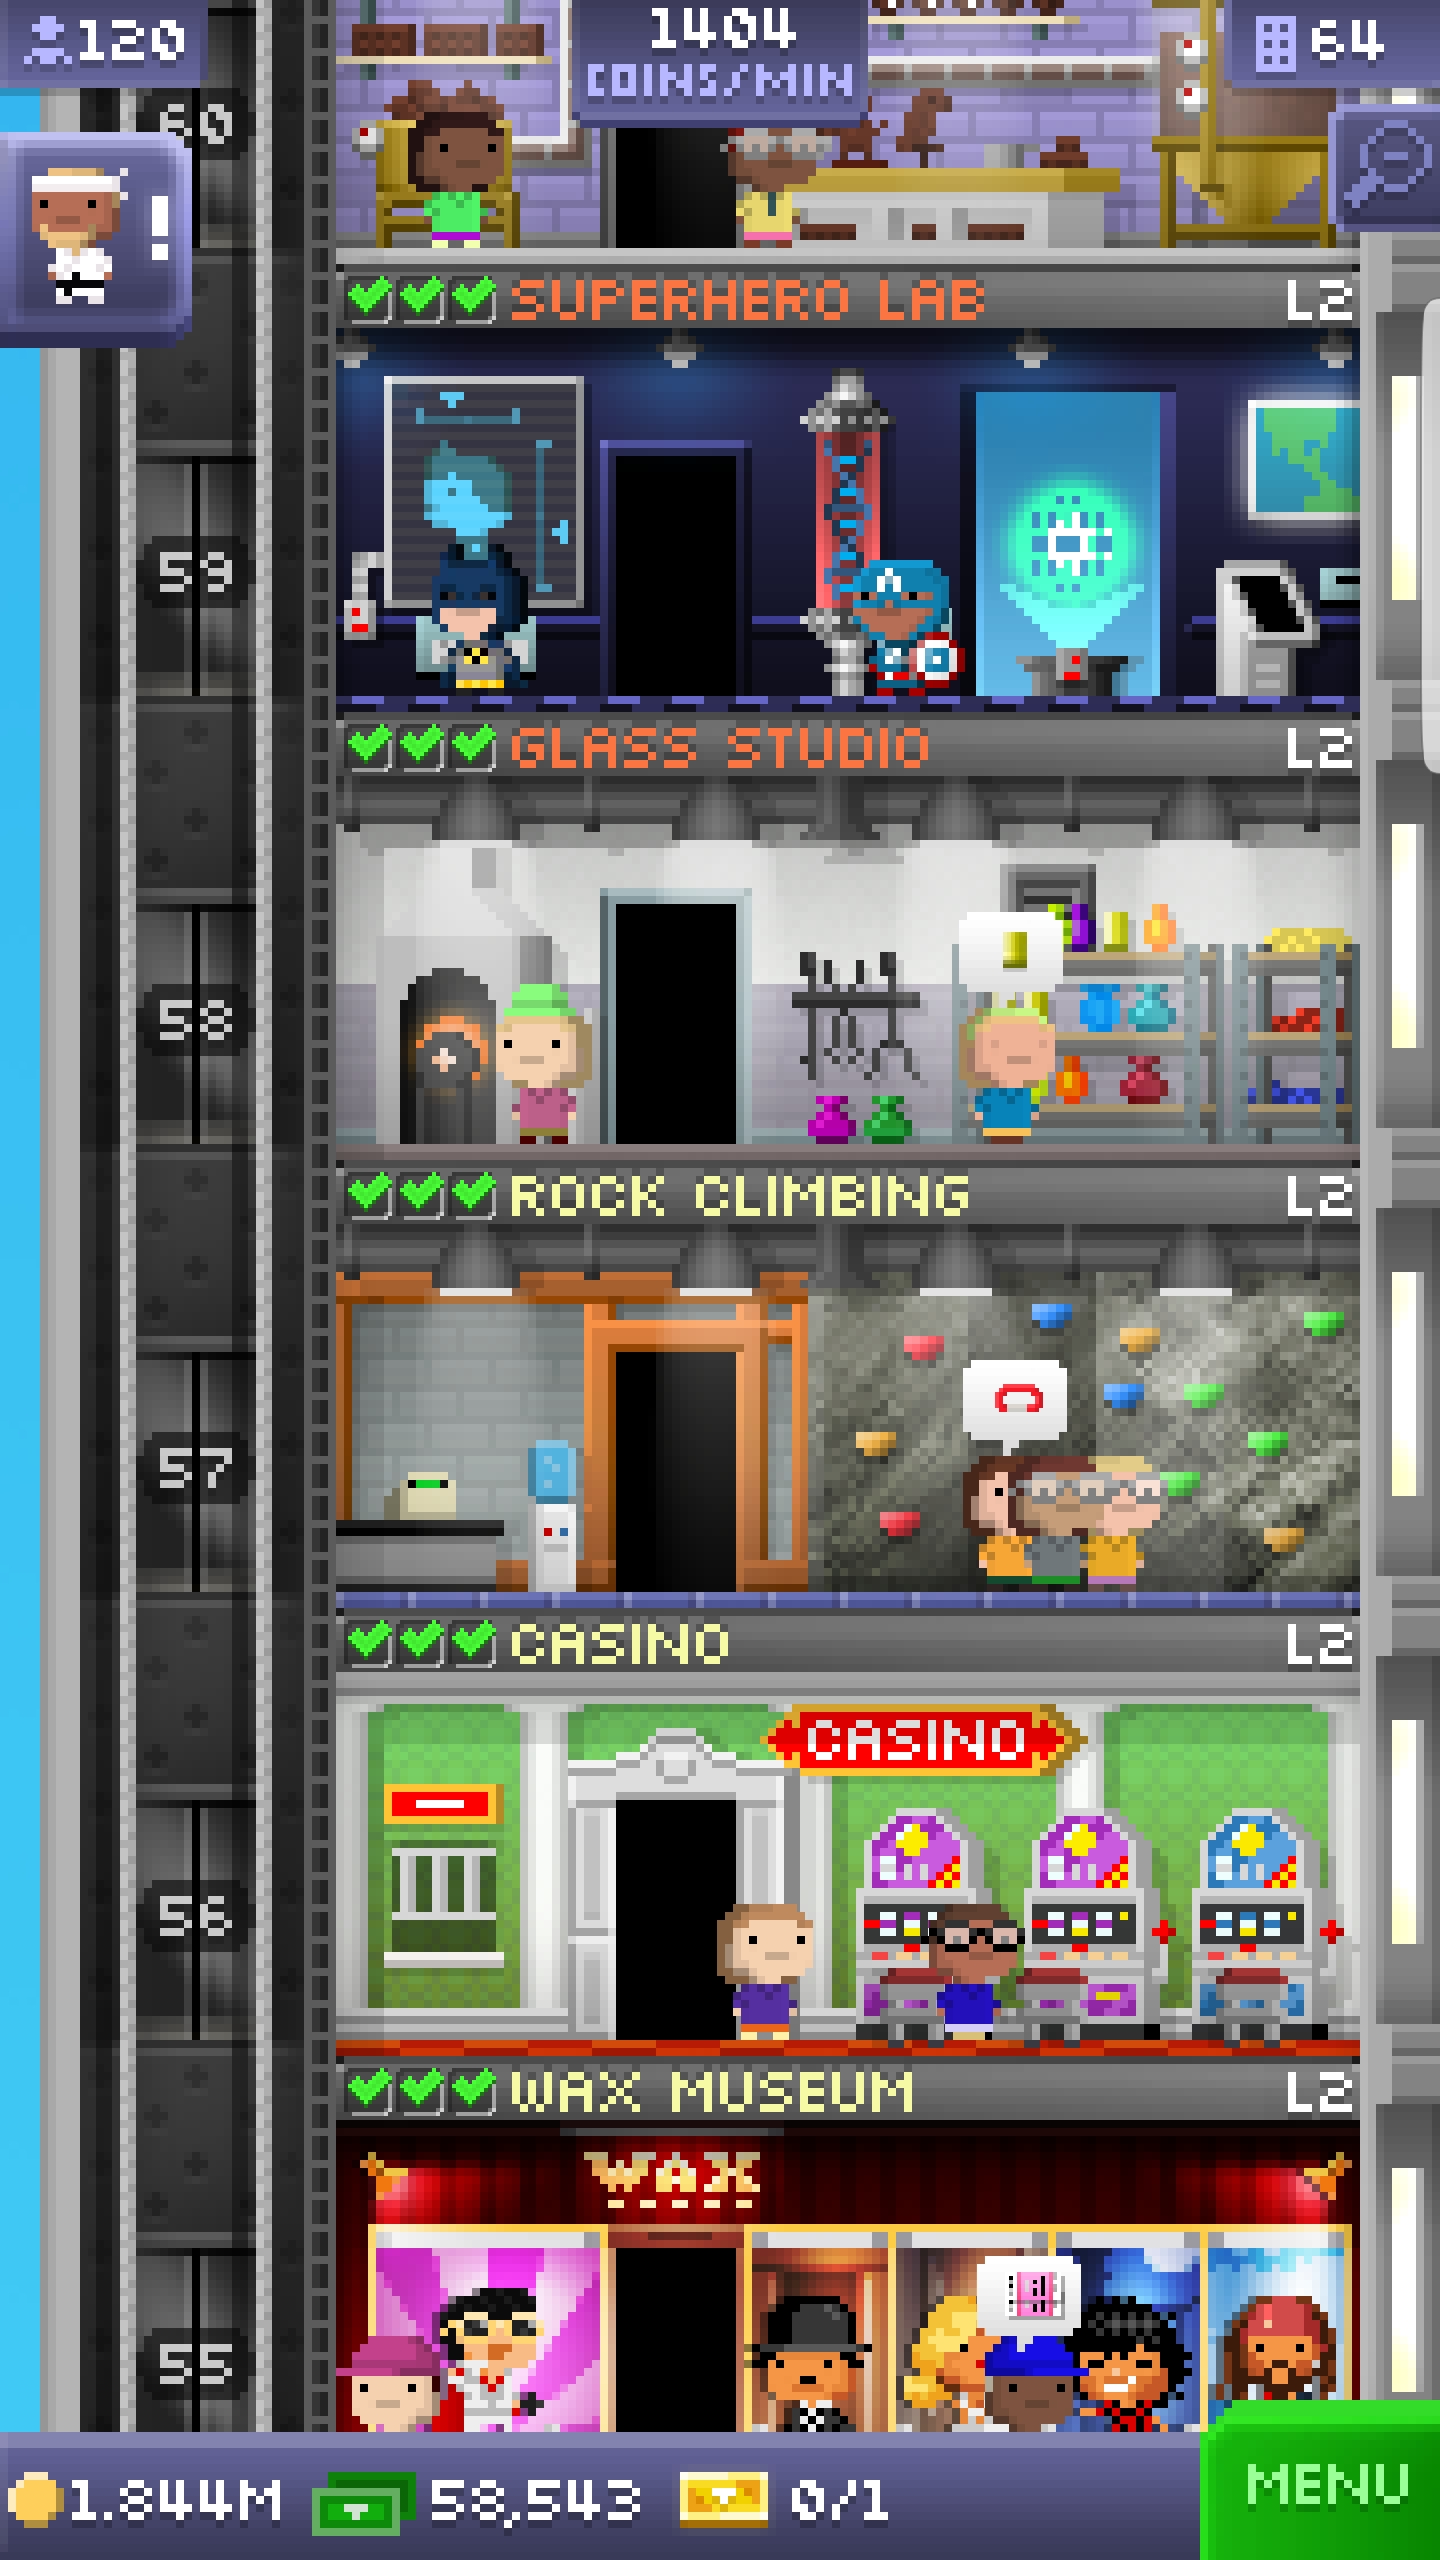 120
1404
COINS/MIN
64
60
!
SUPERHERO LAB L2
59
GLASS STUDIO L2
58
ROCK CLIMBING L2
57
CASINO L2
CASINO
56
WAX MUSEUM L2
WAX
55
1.844M 58,543 0/1
MENU